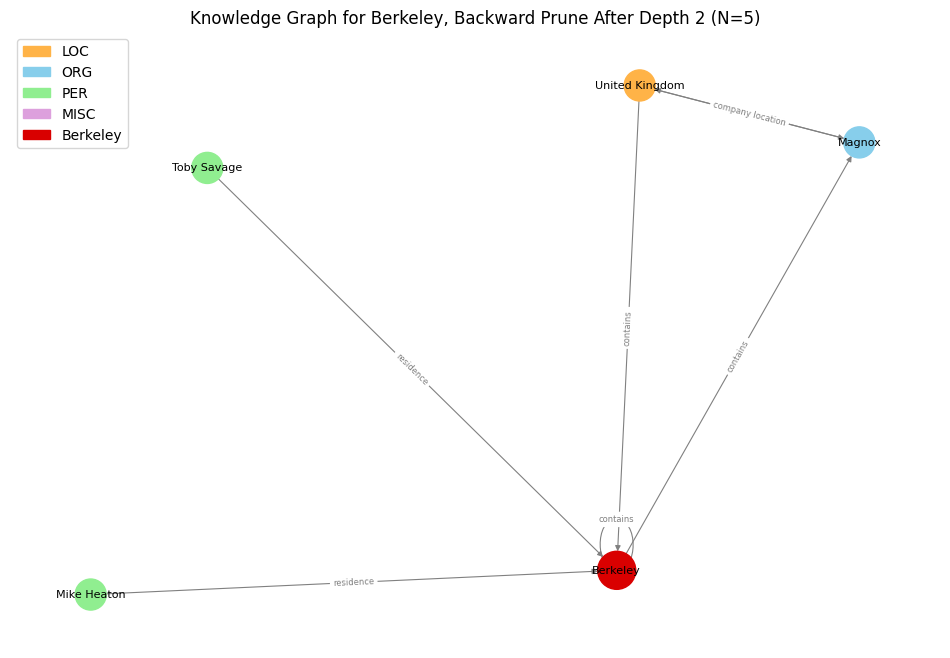 Knowledge Graph for Berkeley, Backward Prune After Depth 2 (N=5)
LOC
ORG
PER
MISC
Berkeley
United Kingdom
company location
Magnox
Toby Savage
contains
contains
residence
contains
Berkeley
residence
Mike Heaton